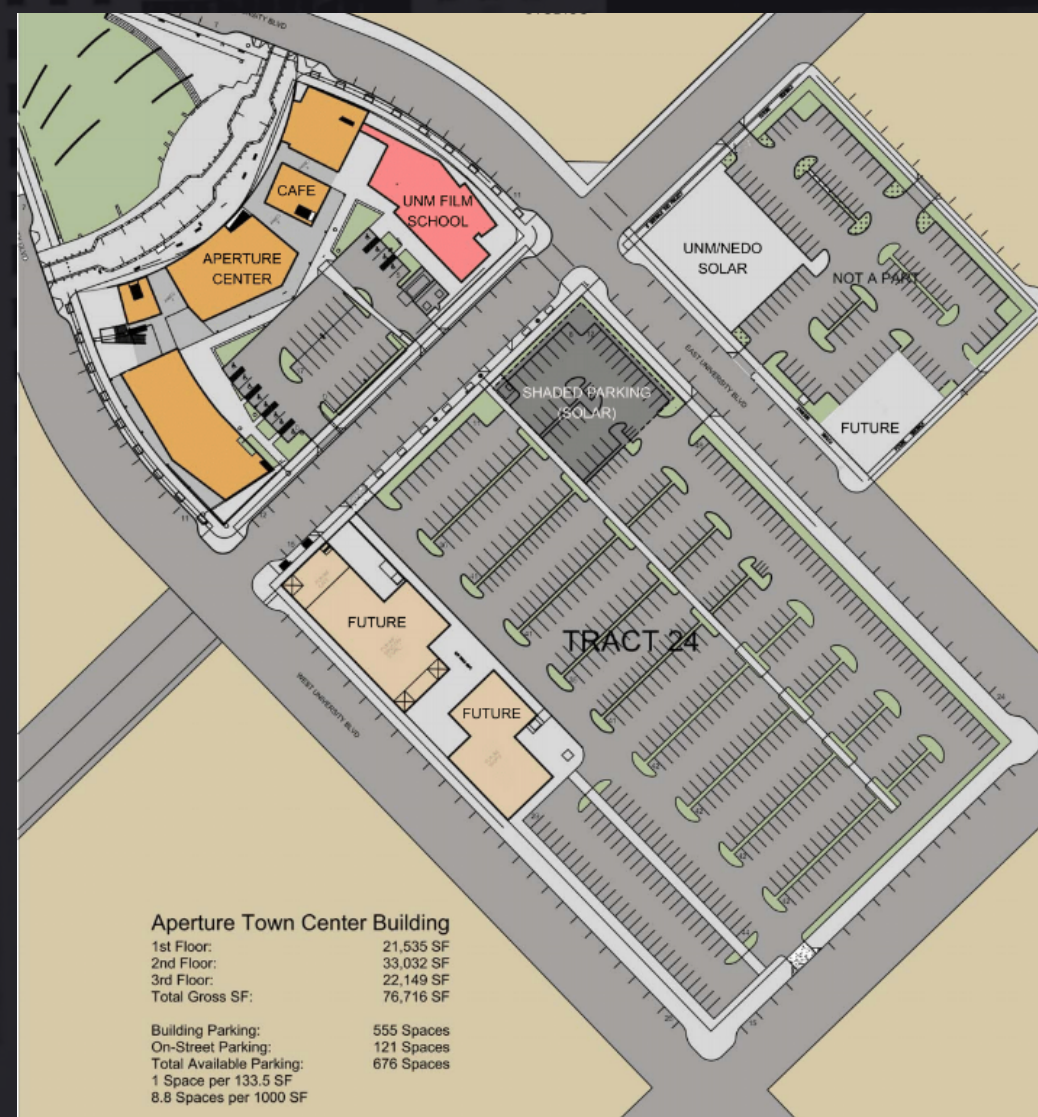 UNM FILM
SCHOOL
CAFE
APERTURE
CENTER
UNM/NEDO
SOLAR
NOT A PART
FUTURE
EAST UNIVERSITY BLVD
SHADED PARKING
(SOLAR)
TRACT 24
FUTURE
FUTURE
WEST UNIVERSITY BLVD
Aperture Town Center Building
1st Floor: 21,535 SF
2nd Floor: 33,032 SF
3rd Floor: 22,149 SF
Total Gross SF: 76,716 SF
Building Parking: 555 Spaces
On-Street Parking: 121 Spaces
Total Available Parking: 676 Spaces
1 Space per 133.5 SF
8.8 Spaces per 1000 SF